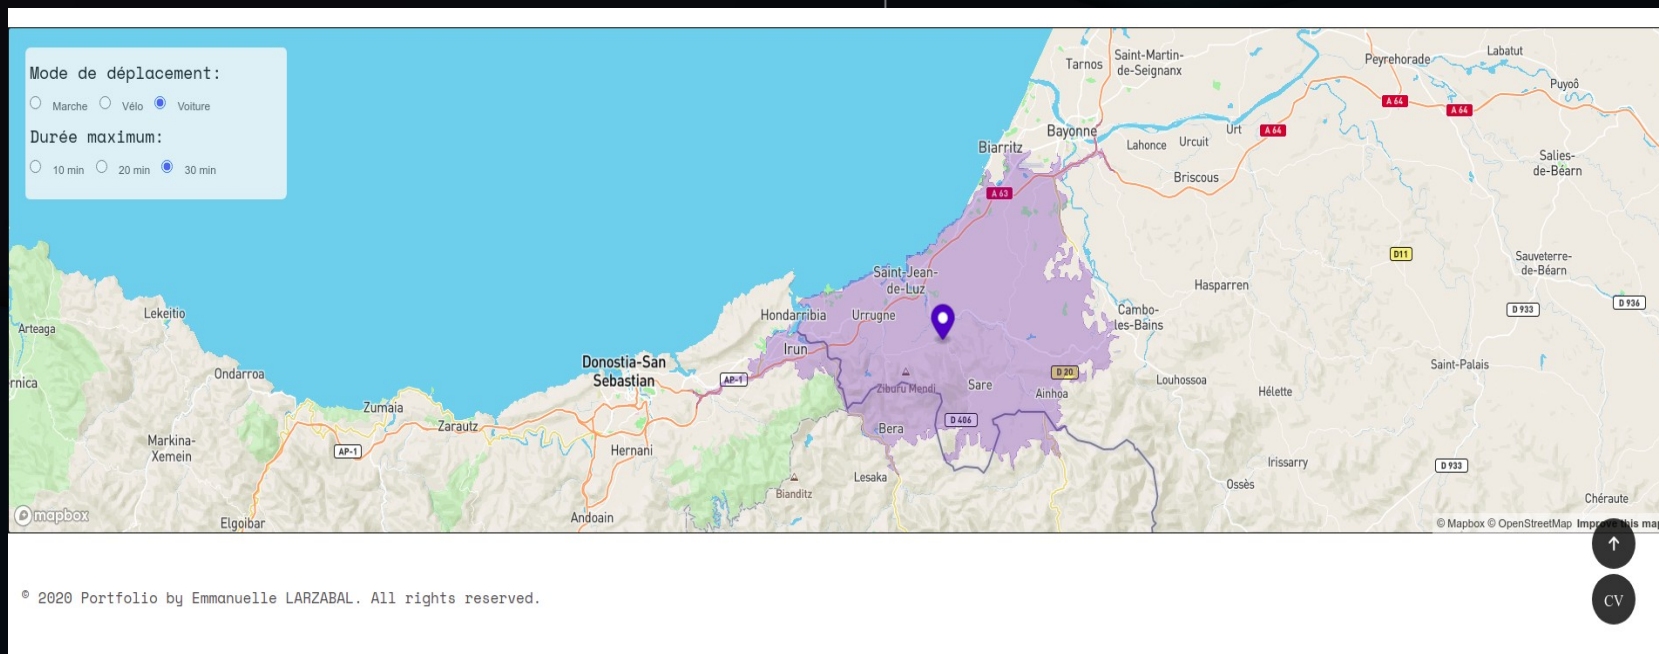 Mode de déplacement:
Marche Vélo Voiture
Durée maximum:
10 min 20 min 30 min
Saint-Martin-
de-Seignanx
Tarnos
Labatut
Peyrehorade
Puyoô
A 64
A 64
A 64
Bayonne
Urt
Urcuit
Lahonce
Biarritz
Salies-
de-Béarn
Briscous
A 63
D11
Sauveterre-
de-Béarn
Saint-Jean-
de-Luz
Hasparren
D 936
D 933
Lekeitio
Hondarribia
Urrugne
Cambo-
les-Bains
Arteaga
Irun
Donostia-San
Sebastian
Saint-Palais
Ondarroa
rnica
AP-1
D 20
Ziburu Mendi
Sare
Ainhoa
Louhossoa
Hélette
Zumaia
Zarautz
D 406
Bera
Markina-
Xemein
AP-1
Hernani
Irissarry
D 933
Lesaka
Ossès
Bianditz
Chéraute
mapbox
Elgoibar
Andoain
© Mapbox © OpenStreetMap Improve this map
© 2020 Portfolio by Emmanuelle LARZABAL. All rights reserved.
CV